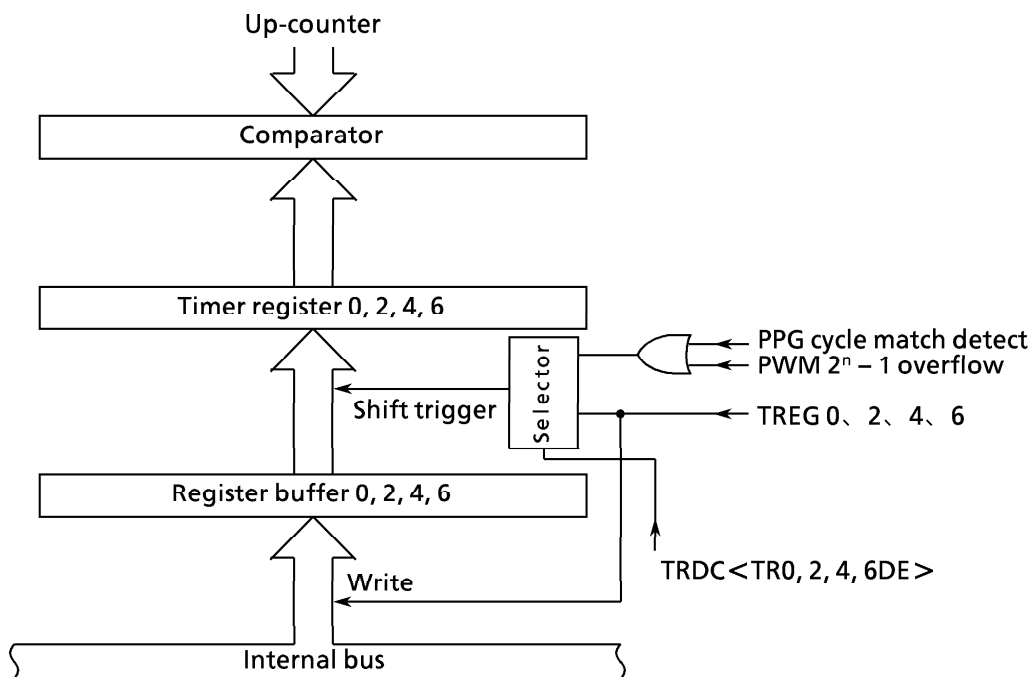 Up-counter
Comparator
Timer register 0, 2, 4, 6
Selector
PPG cycle match detect
PWM 2ⁿ – 1 overflow
Shift trigger
TREG 0、2、4、6
Register buffer 0, 2, 4, 6
TRDC<TR0, 2, 4, 6DE>
Write
Internal bus